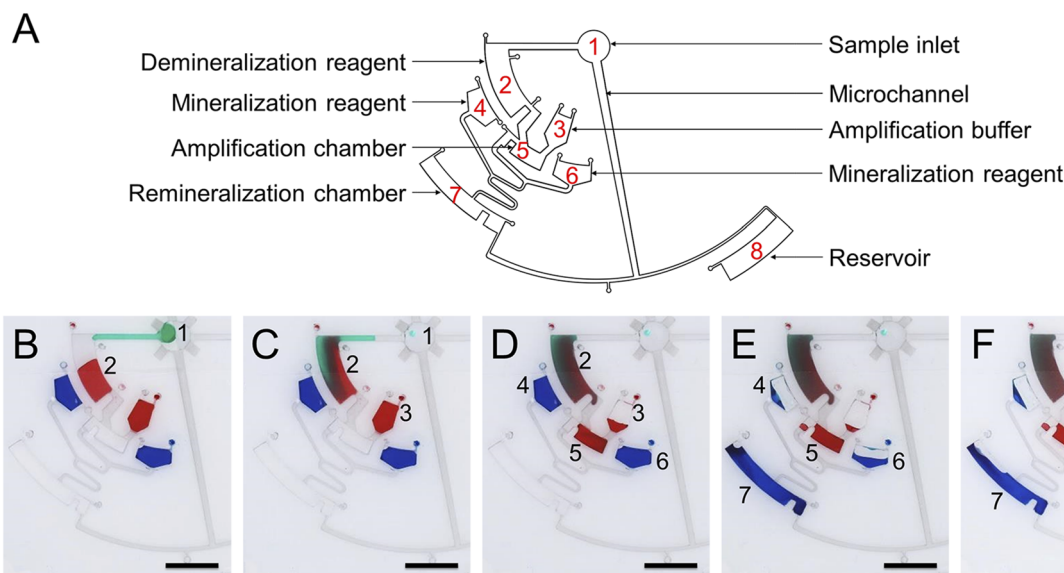 A
Demineralization reagent
Mineralization reagent
Amplification chamber
Remineralization chamber
1
2
3
4
5
6
7
8
Sample inlet
Microchannel
Amplification buffer
Mineralization reagent
Reservoir
B
1
2
C
1
2
3
6
D
2
4
3
5
6
E
4
5
6
7
F
7